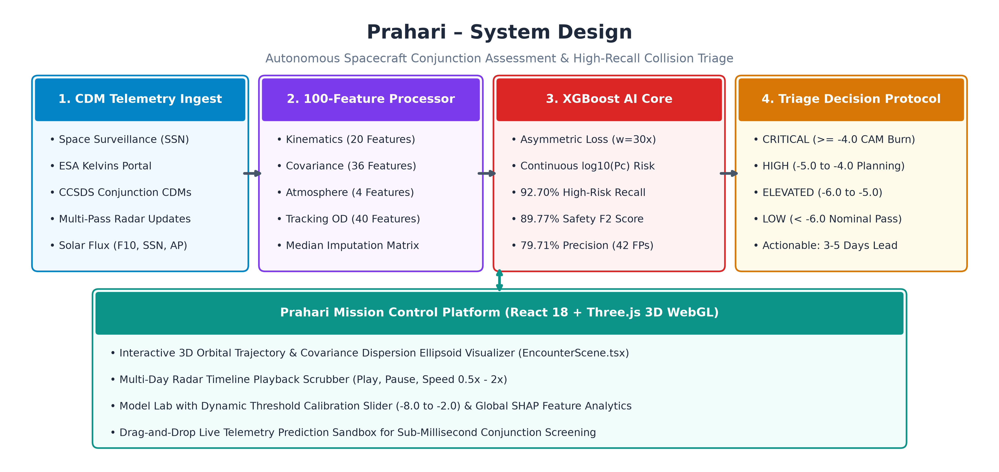 Prahari – System Design
Autonomous Spacecraft Conjunction Assessment & High-Recall Collision Triage
1. CDM Telemetry Ingest
• Space Surveillance (SSN)
• ESA Kelvins Portal
• CCSDS Conjunction CDMs
• Multi-Pass Radar Updates
• Solar Flux (F10, SSN, AP)
2. 100-Feature Processor
• Kinematics (20 Features)
• Covariance (36 Features)
• Atmosphere (4 Features)
• Tracking OD (40 Features)
• Median Imputation Matrix
3. XGBoost AI Core
• Asymmetric Loss (w=30x)
• Continuous log10(Pc) Risk
• 92.70% High-Risk Recall
• 89.77% Safety F2 Score
• 79.71% Precision (42 FPs)
4. Triage Decision Protocol
• CRITICAL (>= -4.0 CAM Burn)
• HIGH (-5.0 to -4.0 Planning)
• ELEVATED (-6.0 to -5.0)
• LOW (< -6.0 Nominal Pass)
• Actionable: 3-5 Days Lead
Prahari Mission Control Platform (React 18 + Three.js 3D WebGL)
• Interactive 3D Orbital Trajectory & Covariance Dispersion Ellipsoid Visualizer (EncounterScene.tsx)
• Multi-Day Radar Timeline Playback Scrubber (Play, Pause, Speed 0.5x - 2x)
• Model Lab with Dynamic Threshold Calibration Slider (-8.0 to -2.0) & Global SHAP Feature Analytics
• Drag-and-Drop Live Telemetry Prediction Sandbox for Sub-Millisecond Conjunction Screening